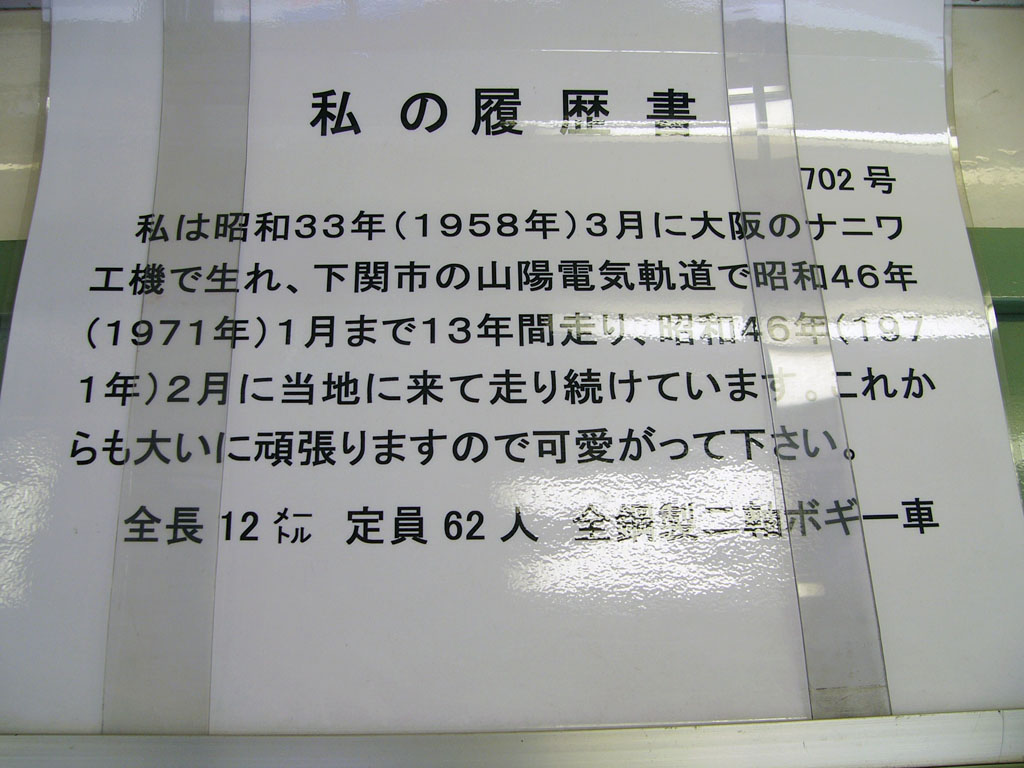 私の履歴書
702号
私は昭和33年(1958年)3月に大阪のナニワ
工機で生れ、下関市の山陽電気軌道で昭和46年
(1971年)1月まで13年間走り、昭和46年(197
1年)2月に当地に来て走り続けています。これか
らも大いに頑張りますので可愛がって下さい。
全長12㍍ 定員62人 全鋼製二軸ボギー車